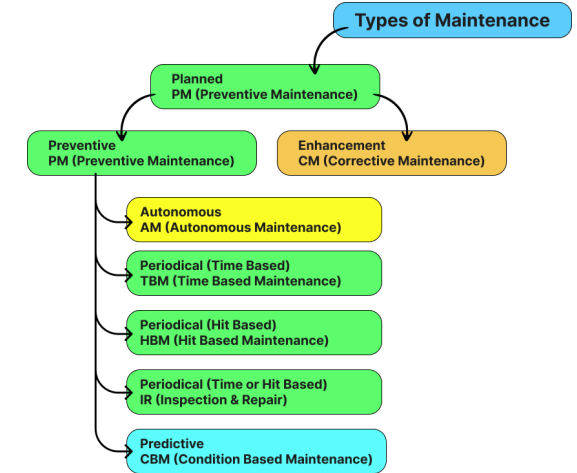 Types of Maintenance
Planned
PM (Preventive Maintenance)
Preventive
PM (Preventive Maintenance)
Enhancement
CM (Corrective Maintenance)
Autonomous
AM (Autonomous Maintenance)
Periodical (Time Based)
TBM (Time Based Maintenance)
Periodical (Hit Based)
HBM (Hit Based Maintenance)
Periodical (Time or Hit Based)
IR (Inspection & Repair)
Predictive
CBM (Condition Based Maintenance)